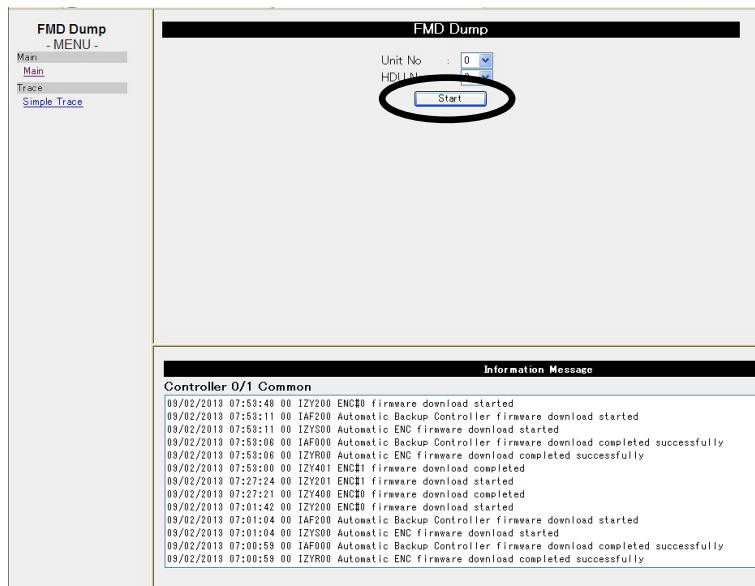 FMD Dump
- MENU -
Main
Main
Trace
Simple Trace
FMD Dump
Unit No : 0
HDU
Start
Information Message
Controller 0/1 Common
09/02/2013 07:53:48 00 IZY200 ENC#0 firmware download started
09/02/2013 07:53:11 00 IAF200 Automatic Backup Controller firmware download started
09/02/2013 07:53:11 00 IZYS00 Automatic ENC firmware download started
09/02/2013 07:53:06 00 IAF000 Automatic Backup Controller firmware download completed successfully
09/02/2013 07:53:06 00 IZYR00 Automatic ENC firmware download completed successfully
09/02/2013 07:53:00 00 IZY401 ENC#1 firmware download completed
09/02/2013 07:27:24 00 IZY201 ENC#1 firmware download started
09/02/2013 07:27:21 00 IZY400 ENC#0 firmware download completed
09/02/2013 07:01:42 00 IZY200 ENC#0 firmware download started
09/02/2013 07:01:04 00 IAF200 Automatic Backup Controller firmware download started
09/02/2013 07:01:04 00 IZYS00 Automatic ENC firmware download started
09/02/2013 07:00:59 00 IAF000 Automatic Backup Controller firmware download completed successfully
09/02/2013 07:00:59 00 IZYR00 Automatic ENC firmware download completed successfully